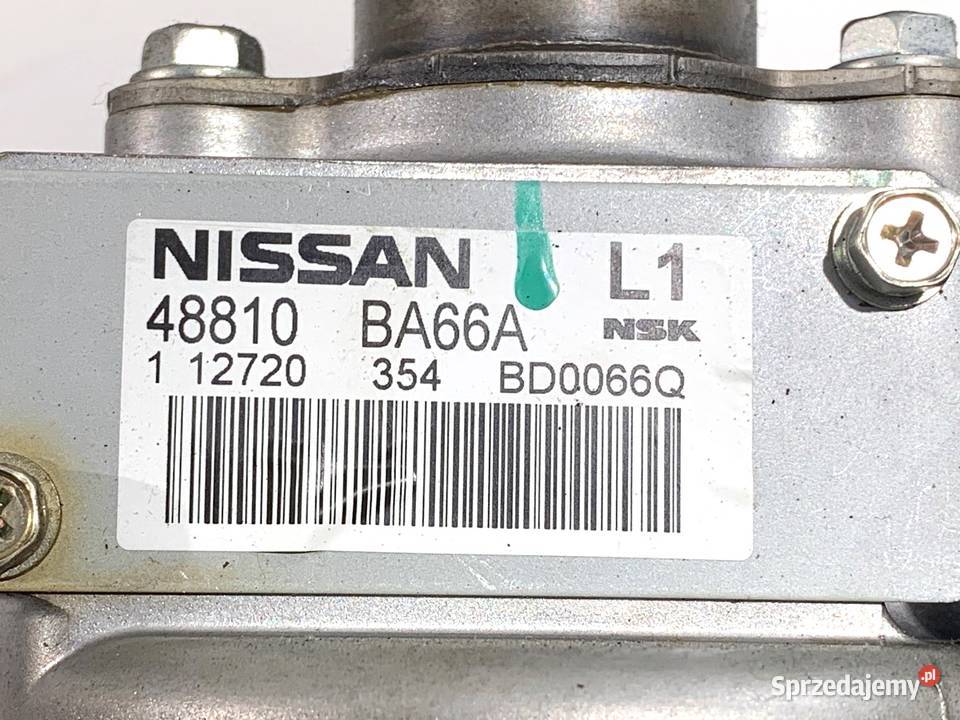 NISSAN L1
48810 BA66A NSK
1 12720 354 BD0066Q
Sprzedajemy.pl